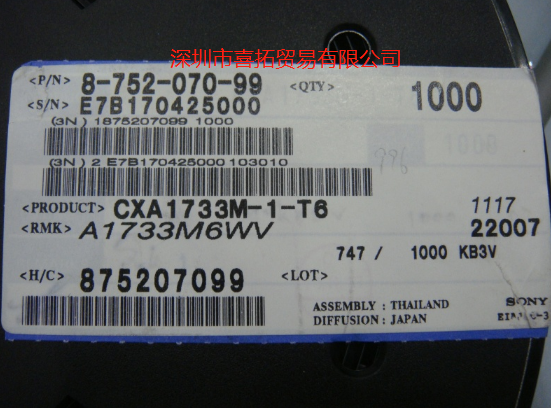 深圳市喜拓贸易有限公司
<P/N> 8-752-070-99 <QTY> 1000
<S/N> E7B170425000
(3N) 1875207099 1000
(3N) 2 E7B170425000 103010
996
<PRODUCT> CXA1733M-1-T6 1117
<RMK> A1733M6WV 22007
747 / 1000 KB3V
<H/C> 875207099 <LOT>
ASSEMBLY : THAILAND SONY
DIFFUSION : JAPAN